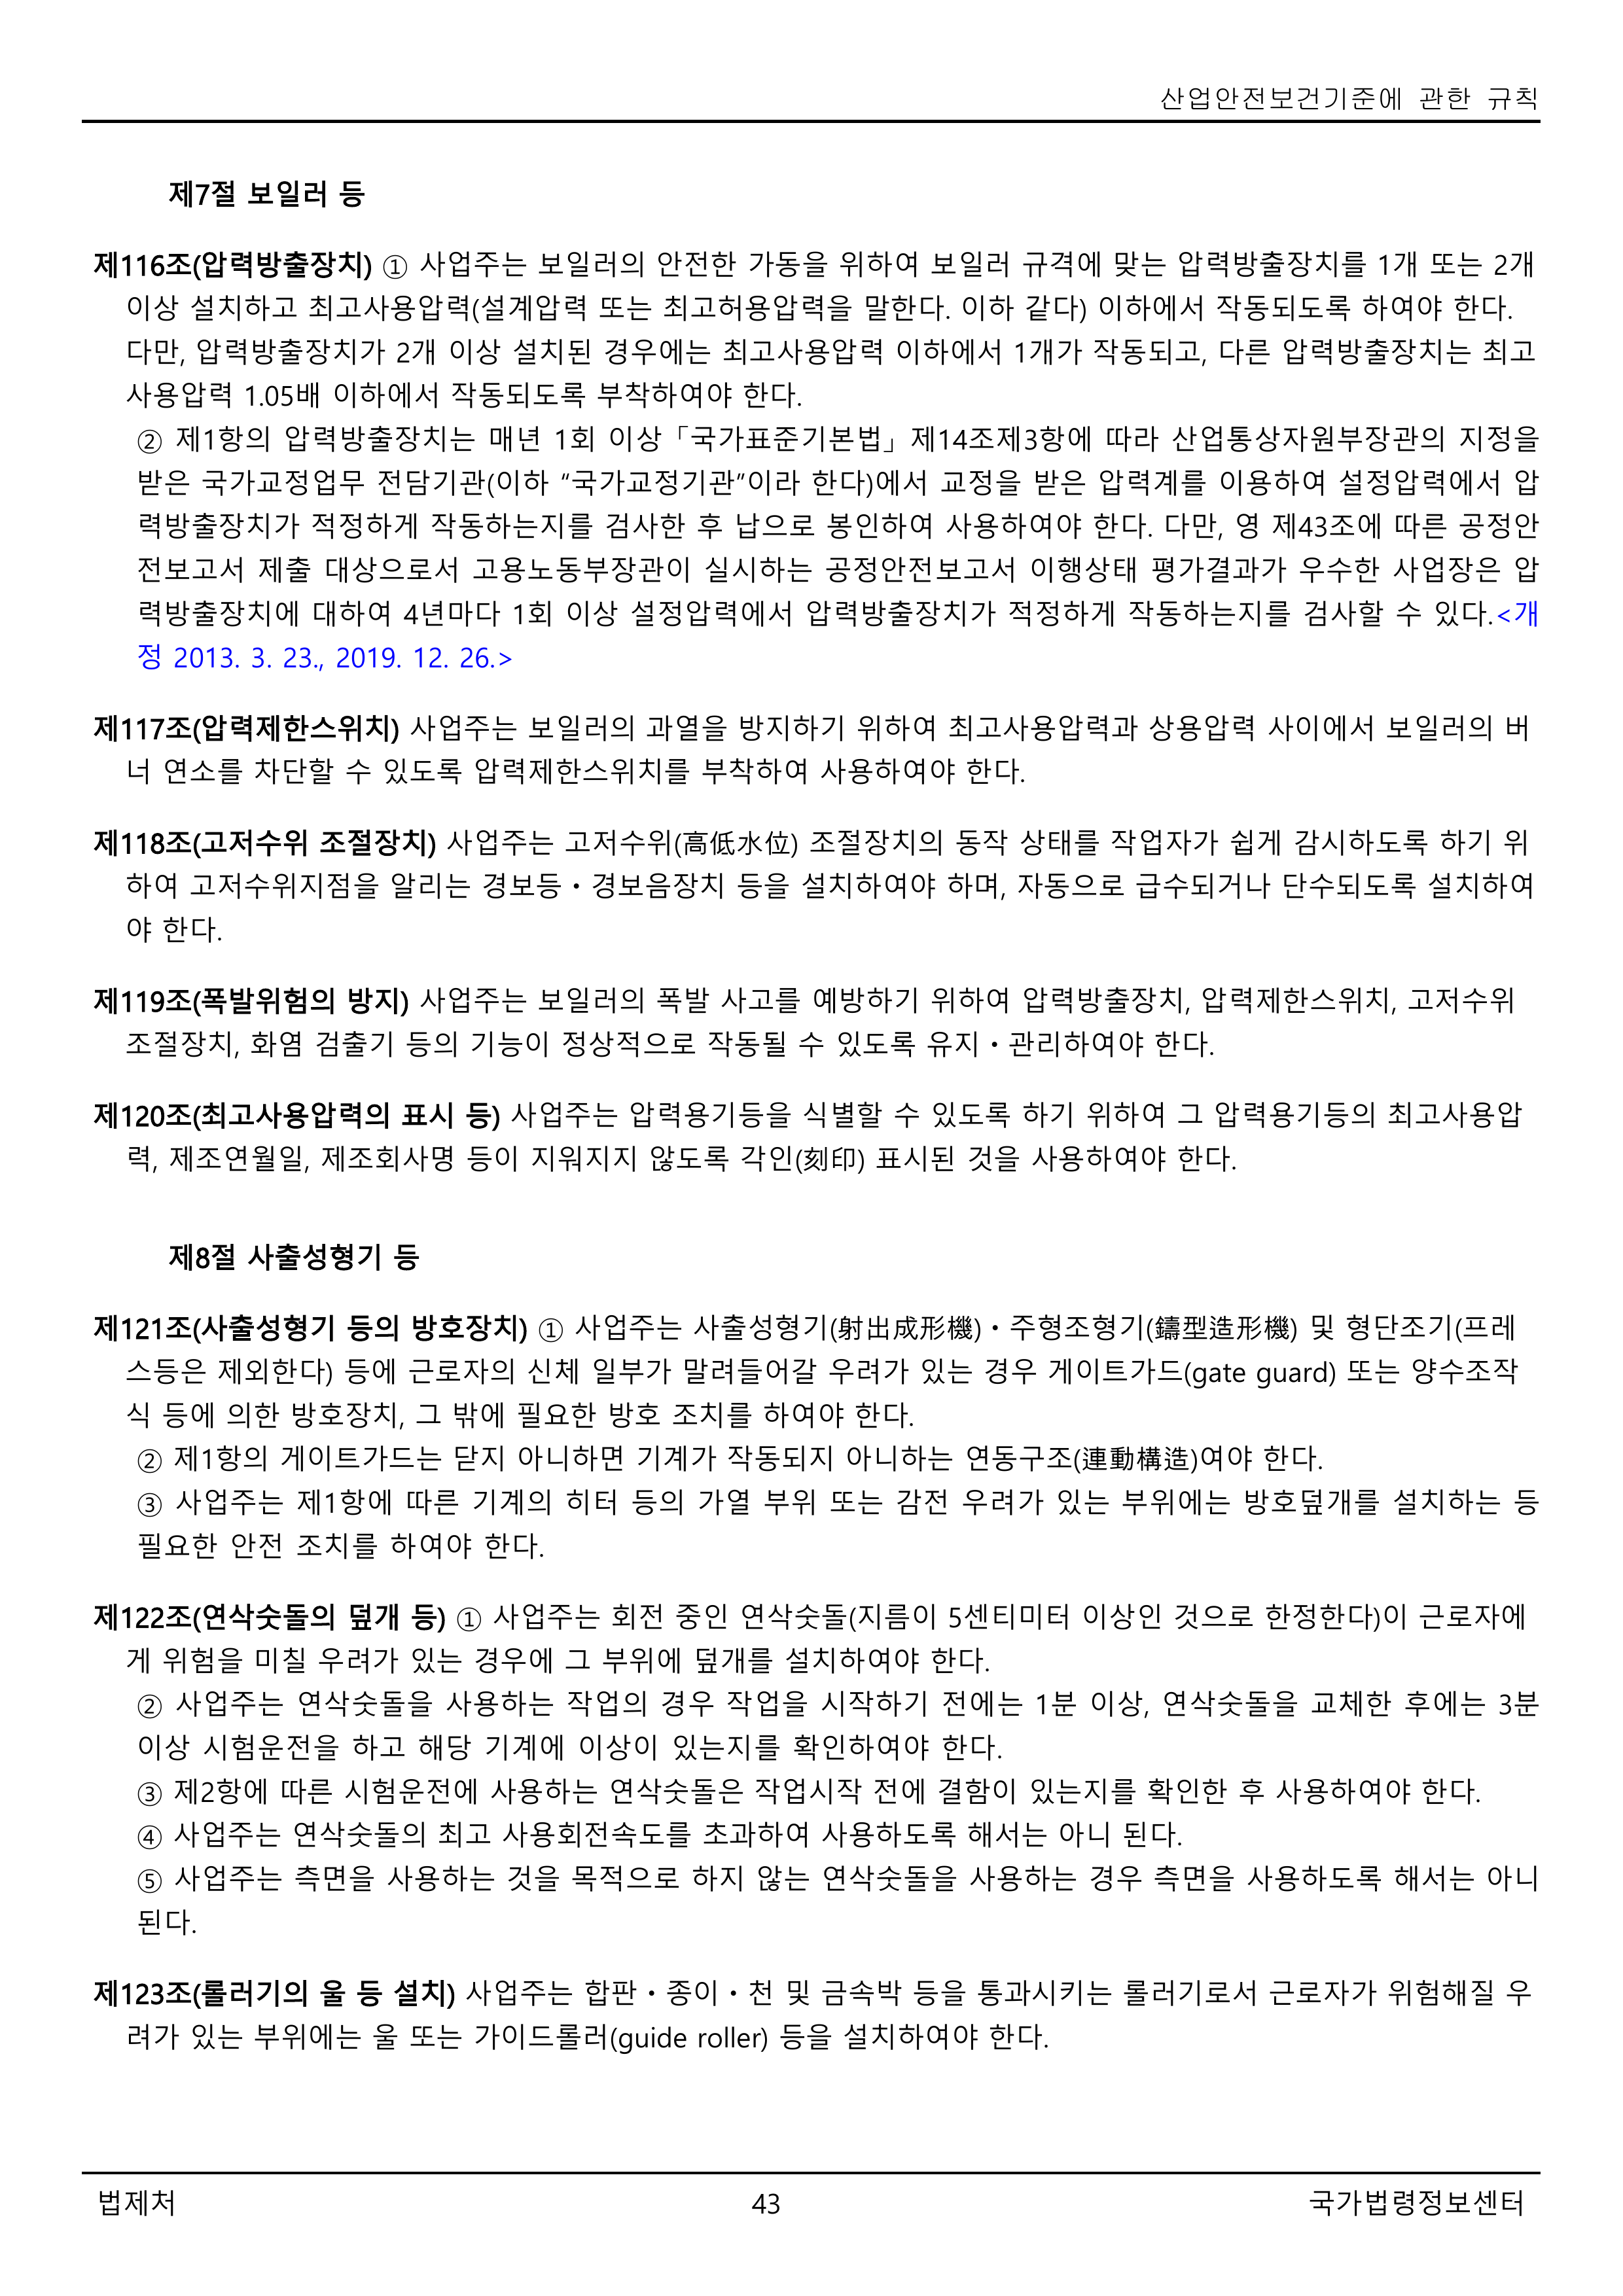 산업안전보건기준에 관한 규칙
제7절 보일러 등
제116조(압력방출장치) ① 사업주는 보일러의 안전한 가동을 위하여 보일러 규격에 맞는 압력방출장치를 1개 또는 2개
이상 설치하고 최고사용압력(설계압력 또는 최고허용압력을 말한다. 이하 같다) 이하에서 작동되도록 하여야 한다.
다만, 압력방출장치가 2개 이상 설치된 경우에는 최고사용압력 이하에서 1개가 작동되고, 다른 압력방출장치는 최고
사용압력 1.05배 이하에서 작동되도록 부착하여야 한다.
② 제1항의 압력방출장치는 매년 1회 이상「국가표준기본법」제14조제3항에 따라 산업통상자원부장관의 지정을
받은 국가교정업무 전담기관(이하 “국가교정기관”이라 한다)에서 교정을 받은 압력계를 이용하여 설정압력에서 압
력방출장치가 적정하게 작동하는지를 검사한 후 납으로 봉인하여 사용하여야 한다. 다만, 영 제43조에 따른 공정안
전보고서 제출 대상으로서 고용노동부장관이 실시하는 공정안전보고서 이행상태 평가결과가 우수한 사업장은 압
력방출장치에 대하여 4년마다 1회 이상 설정압력에서 압력방출장치가 적정하게 작동하는지를 검사할 수 있다.<개
정 2013. 3. 23., 2019. 12. 26.>
제117조(압력제한스위치) 사업주는 보일러의 과열을 방지하기 위하여 최고사용압력과 상용압력 사이에서 보일러의 버
너 연소를 차단할 수 있도록 압력제한스위치를 부착하여 사용하여야 한다.
제118조(고저수위 조절장치) 사업주는 고저수위(高低水位) 조절장치의 동작 상태를 작업자가 쉽게 감시하도록 하기 위
하여 고저수위지점을 알리는 경보등ㆍ경보음장치 등을 설치하여야 하며, 자동으로 급수되거나 단수되도록 설치하여
야 한다.
제119조(폭발위험의 방지) 사업주는 보일러의 폭발 사고를 예방하기 위하여 압력방출장치, 압력제한스위치, 고저수위
조절장치, 화염 검출기 등의 기능이 정상적으로 작동될 수 있도록 유지ㆍ관리하여야 한다.
제120조(최고사용압력의 표시 등) 사업주는 압력용기등을 식별할 수 있도록 하기 위하여 그 압력용기등의 최고사용압
력, 제조연월일, 제조회사명 등이 지워지지 않도록 각인(刻印) 표시된 것을 사용하여야 한다.
제8절 사출성형기 등
제121조(사출성형기 등의 방호장치) ① 사업주는 사출성형기(射出成形機)ㆍ주형조형기(鑄型造形機) 및 형단조기(프레
스등은 제외한다) 등에 근로자의 신체 일부가 말려들어갈 우려가 있는 경우 게이트가드(gate guard) 또는 양수조작
식 등에 의한 방호장치, 그 밖에 필요한 방호 조치를 하여야 한다.
② 제1항의 게이트가드는 닫지 아니하면 기계가 작동되지 아니하는 연동구조(連動構造)여야 한다.
③ 사업주는 제1항에 따른 기계의 히터 등의 가열 부위 또는 감전 우려가 있는 부위에는 방호덮개를 설치하는 등
필요한 안전 조치를 하여야 한다.
제122조(연삭숫돌의 덮개 등) ① 사업주는 회전 중인 연삭숫돌(지름이 5센티미터 이상인 것으로 한정한다)이 근로자에
게 위험을 미칠 우려가 있는 경우에 그 부위에 덮개를 설치하여야 한다.
② 사업주는 연삭숫돌을 사용하는 작업의 경우 작업을 시작하기 전에는 1분 이상, 연삭숫돌을 교체한 후에는 3분
이상 시험운전을 하고 해당 기계에 이상이 있는지를 확인하여야 한다.
③ 제2항에 따른 시험운전에 사용하는 연삭숫돌은 작업시작 전에 결함이 있는지를 확인한 후 사용하여야 한다.
④ 사업주는 연삭숫돌의 최고 사용회전속도를 초과하여 사용하도록 해서는 아니 된다.
⑤ 사업주는 측면을 사용하는 것을 목적으로 하지 않는 연삭숫돌을 사용하는 경우 측면을 사용하도록 해서는 아니
된다.
제123조(롤러기의 울 등 설치) 사업주는 합판ㆍ종이ㆍ천 및 금속박 등을 통과시키는 롤러기로서 근로자가 위험해질 우
려가 있는 부위에는 울 또는 가이드롤러(guide roller) 등을 설치하여야 한다.
법제처 43 국가법령정보센터